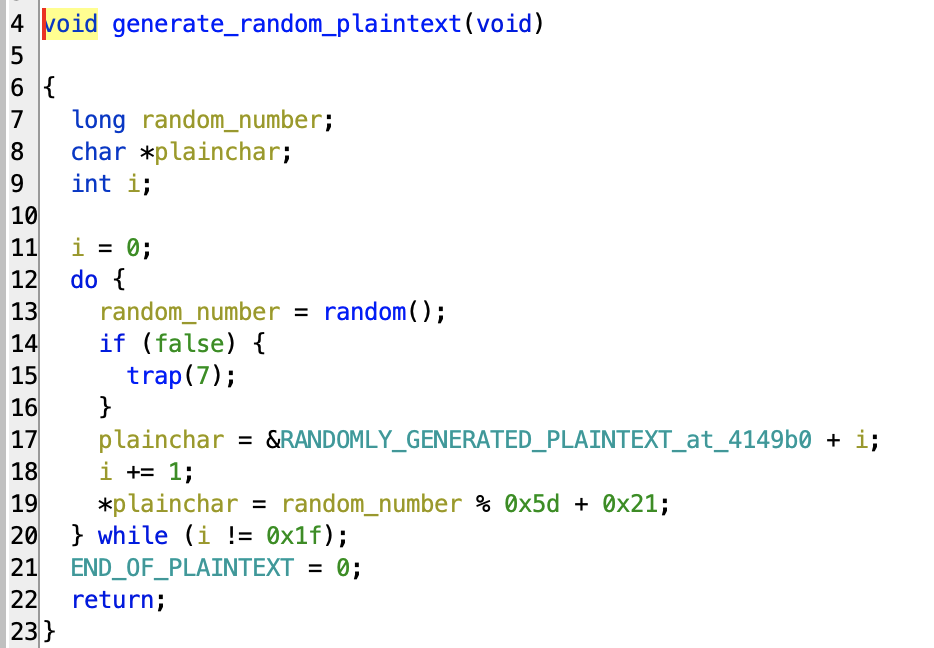 4 void generate_random_plaintext(void)
5
6 {
7 long random_number;
8 char *plainchar;
9 int i;
10
11 i = 0;
12 do {
13 random_number = random();
14 if (false) {
15 trap(7);
16 }
17 plainchar = &RANDOMLY_GENERATED_PLAINTEXT_at_4149b0 + i;
18 i += 1;
19 *plainchar = random_number % 0x5d + 0x21;
20 } while (i != 0x1f);
21 END_OF_PLAINTEXT = 0;
22 return;
23 }